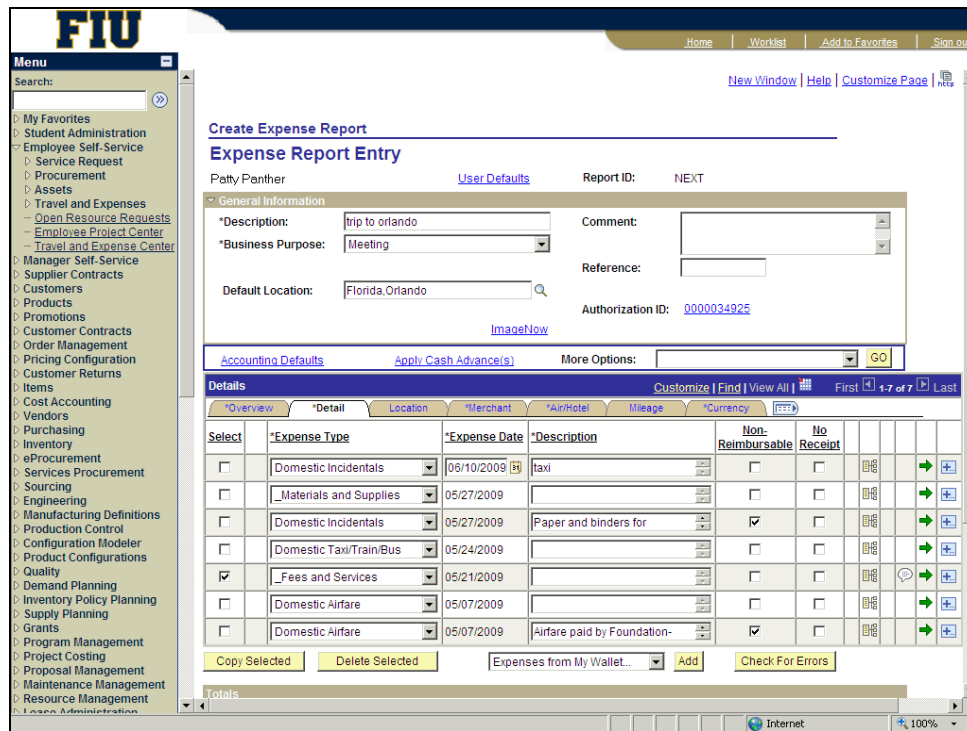 FIU
Home | Worklist | Add to Favorites | Sign ou
Menu
Search:
My Favorites
Student Administration
Employee Self-Service
Service Request
Procurement
Assets
Travel and Expenses
Open Resource Requests
Employee Project Center
Travel and Expense Center
Manager Self-Service
Supplier Contracts
Customers
Products
Promotions
Customer Contracts
Order Management
Pricing Configuration
Customer Returns
Items
Cost Accounting
Vendors
Purchasing
Inventory
eProcurement
Services Procurement
Sourcing
Engineering
Manufacturing Definitions
Production Control
Configuration Modeler
Product Configurations
Quality
Demand Planning
Inventory Policy Planning
Supply Planning
Grants
Program Management
Project Costing
Proposal Management
Maintenance Management
Resource Management
Lease Administration
New Window | Help | Customize Page | http
Create Expense Report
Expense Report Entry
Patty Panther User Defaults Report ID: NEXT
General Information
*Description: trip to orlando Comment:
*Business Purpose: Meeting
Reference:
Default Location: Florida,Orlando
Authorization ID: 0000034925
ImageNow
Accounting Defaults Apply Cash Advance(s) More Options: GO
Details Customize | Find | View All | First 1-7 of 7 Last
*Overview *Detail Location *Merchant *Air/Hotel Mileage *Currency
Select *Expense Type *Expense Date *Description Non-Reimbursable No Receipt
Domestic Incidentals 06/10/2009 31 taxi
_Materials and Supplies 05/27/2009
Domestic Incidentals 05/27/2009 Paper and binders for
Domestic Taxi/Train/Bus 05/24/2009
_Fees and Services 05/21/2009
Domestic Airfare 05/07/2009
Domestic Airfare 05/07/2009 Airfare paid by Foundation-
Copy Selected Delete Selected Expenses from My Wallet... Add Check For Errors
Totals
Internet 100%